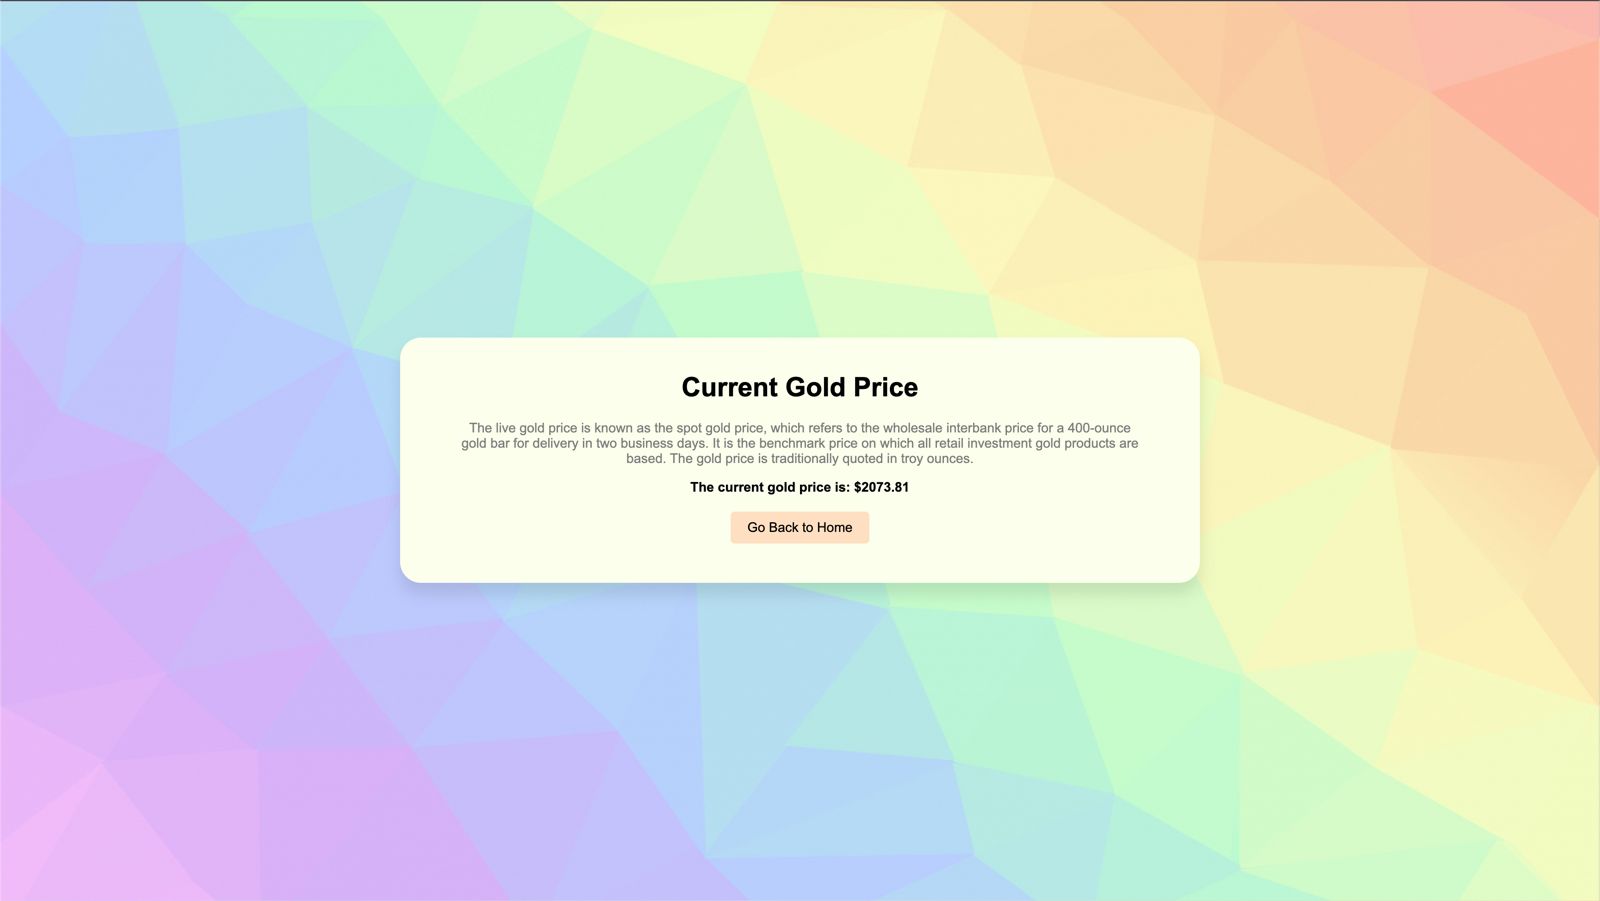 Current Gold Price
The live gold price is known as the spot gold price, which refers to the wholesale interbank price for a 400-ounce
gold bar for delivery in two business days. It is the benchmark price on which all retail investment gold products are
based. The gold price is traditionally quoted in troy ounces.
The current gold price is: $2073.81
Go Back to Home